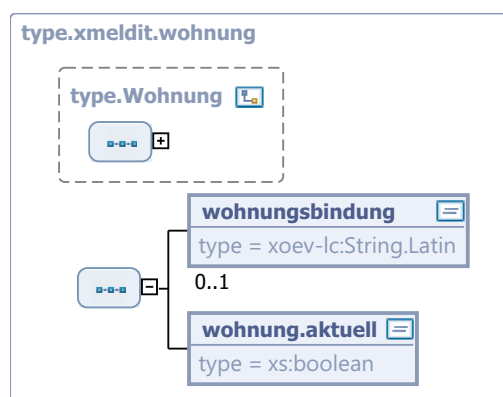 type.xmeldit.wohnung
type.Wohnung
wohnungsbindung
type = xoev-lc:String.Latin
0..1
wohnung.aktuell
type = xs:boolean